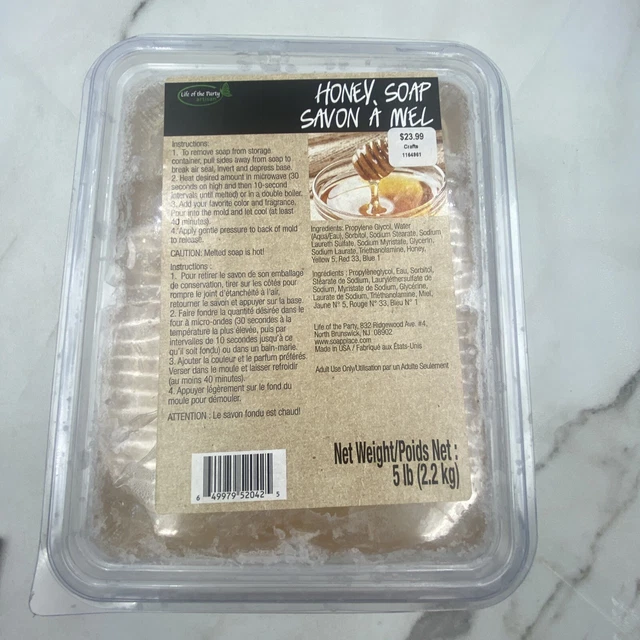 Life of the Party
HONEY SOAP
SAVON À MIEL
$23.99
Crafts
1164861
Instructions:
1. To remove soap from storage
container, pull sides away from soap to
break air seal, invert and depress base.
2. Heat desired amount in microwave (30
seconds on high and then 10-second
intervals until melted) or in a double boiler.
3. Add your favorite color and fragrance.
Pour into the mold and let cool (at least
40 minutes).
4. Apply gentle pressure to back of mold
to release.
CAUTION: Melted soap is hot!
Instructions :
1. Pour retirer le savon de son emballage
de conservation, tirer sur les côtés pour
rompre le joint d'étanchéité à l'air,
retourner le savon et appuyer sur la base.
2. Faire fondre la quantité désirée dans le
four à micro-ondes (30 secondes à la
température la plus élevée, puis par
intervalles de 10 secondes jusqu'à ce
qu'il soit fondu) ou dans un bain-marie.
3. Ajouter la couleur et le parfum préférés.
Verser dans le moule et laisser refroidir
(au moins 40 minutes).
4. Appuyer légèrement sur le fond du
moule pour démouler.
ATTENTION : Le savon fondu est chaud!
Ingredients: Propylene Glycol, Water
(Aqua/Eau), Sorbitol, Sodium Stearate, Sodium
Laureth Sulfate, Sodium Myristate, Glycerin,
Sodium Laurate, Triethanolamine, Honey,
Yellow 5, Red 33, Blue 1
Ingrédients : Propylèneglycol, Eau, Sorbitol,
Stéarate de Sodium, Lauryléthersulfate de
Sodium, Myristate de Sodium, Glycérine,
Laurate de Sodium, Triéthanolamine, Miel,
Jaune N° 5, Rouge N° 33, Bleu N° 1
Life of the Party, 832 Ridgewood Ave. #4,
North Brunswick, NJ 08902
www.soapplace.com
Made in USA / Fabriqué aux États-Unis
Adult Use Only/Utilisation par un Adulte Seulement
Net Weight/Poids Net :
5 lb (2.2 kg)
6 49979 52042 5